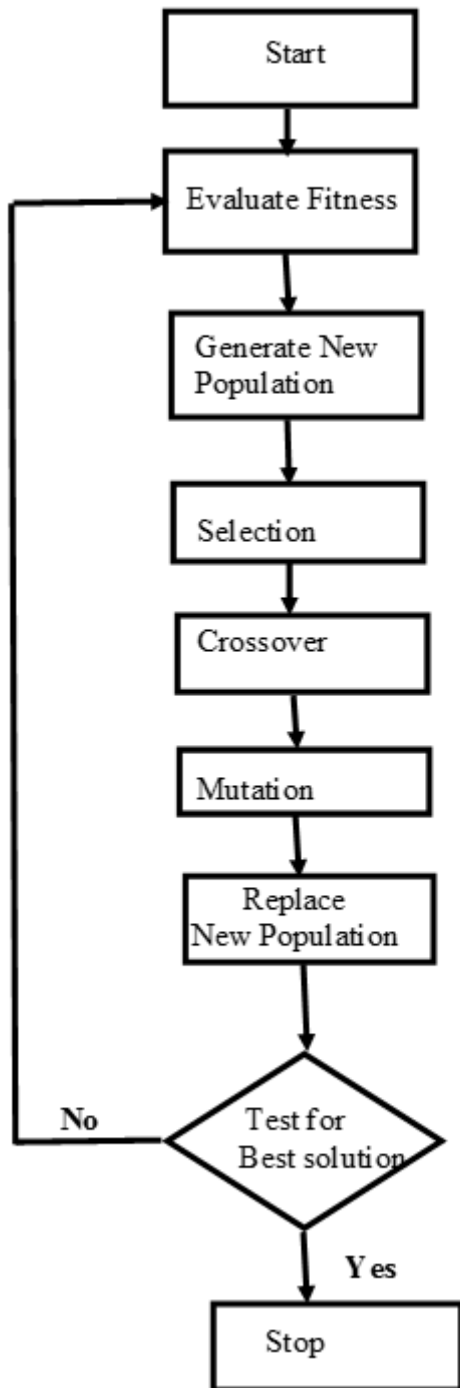 Start
Evaluate Fitness
Generate New
Population
Selection
Crossover
Mutation
Replace
New Population
Test for
Best solution
No
Yes
Stop